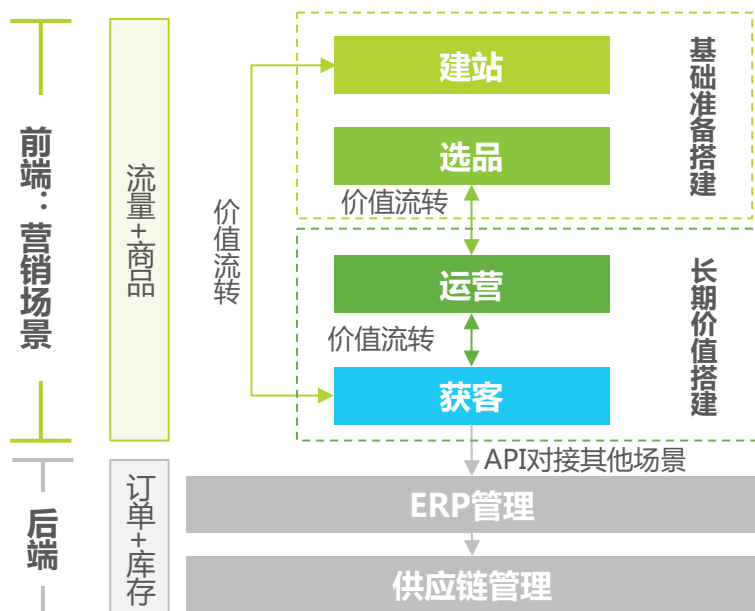 前端：营销场景
流量+商品
价值流转
建站
选品
基础准备搭建
价值流转
运营
价值流转
获客
长期价值搭建
API对接其他场景
后端
订单+库存
ERP管理
供应链管理